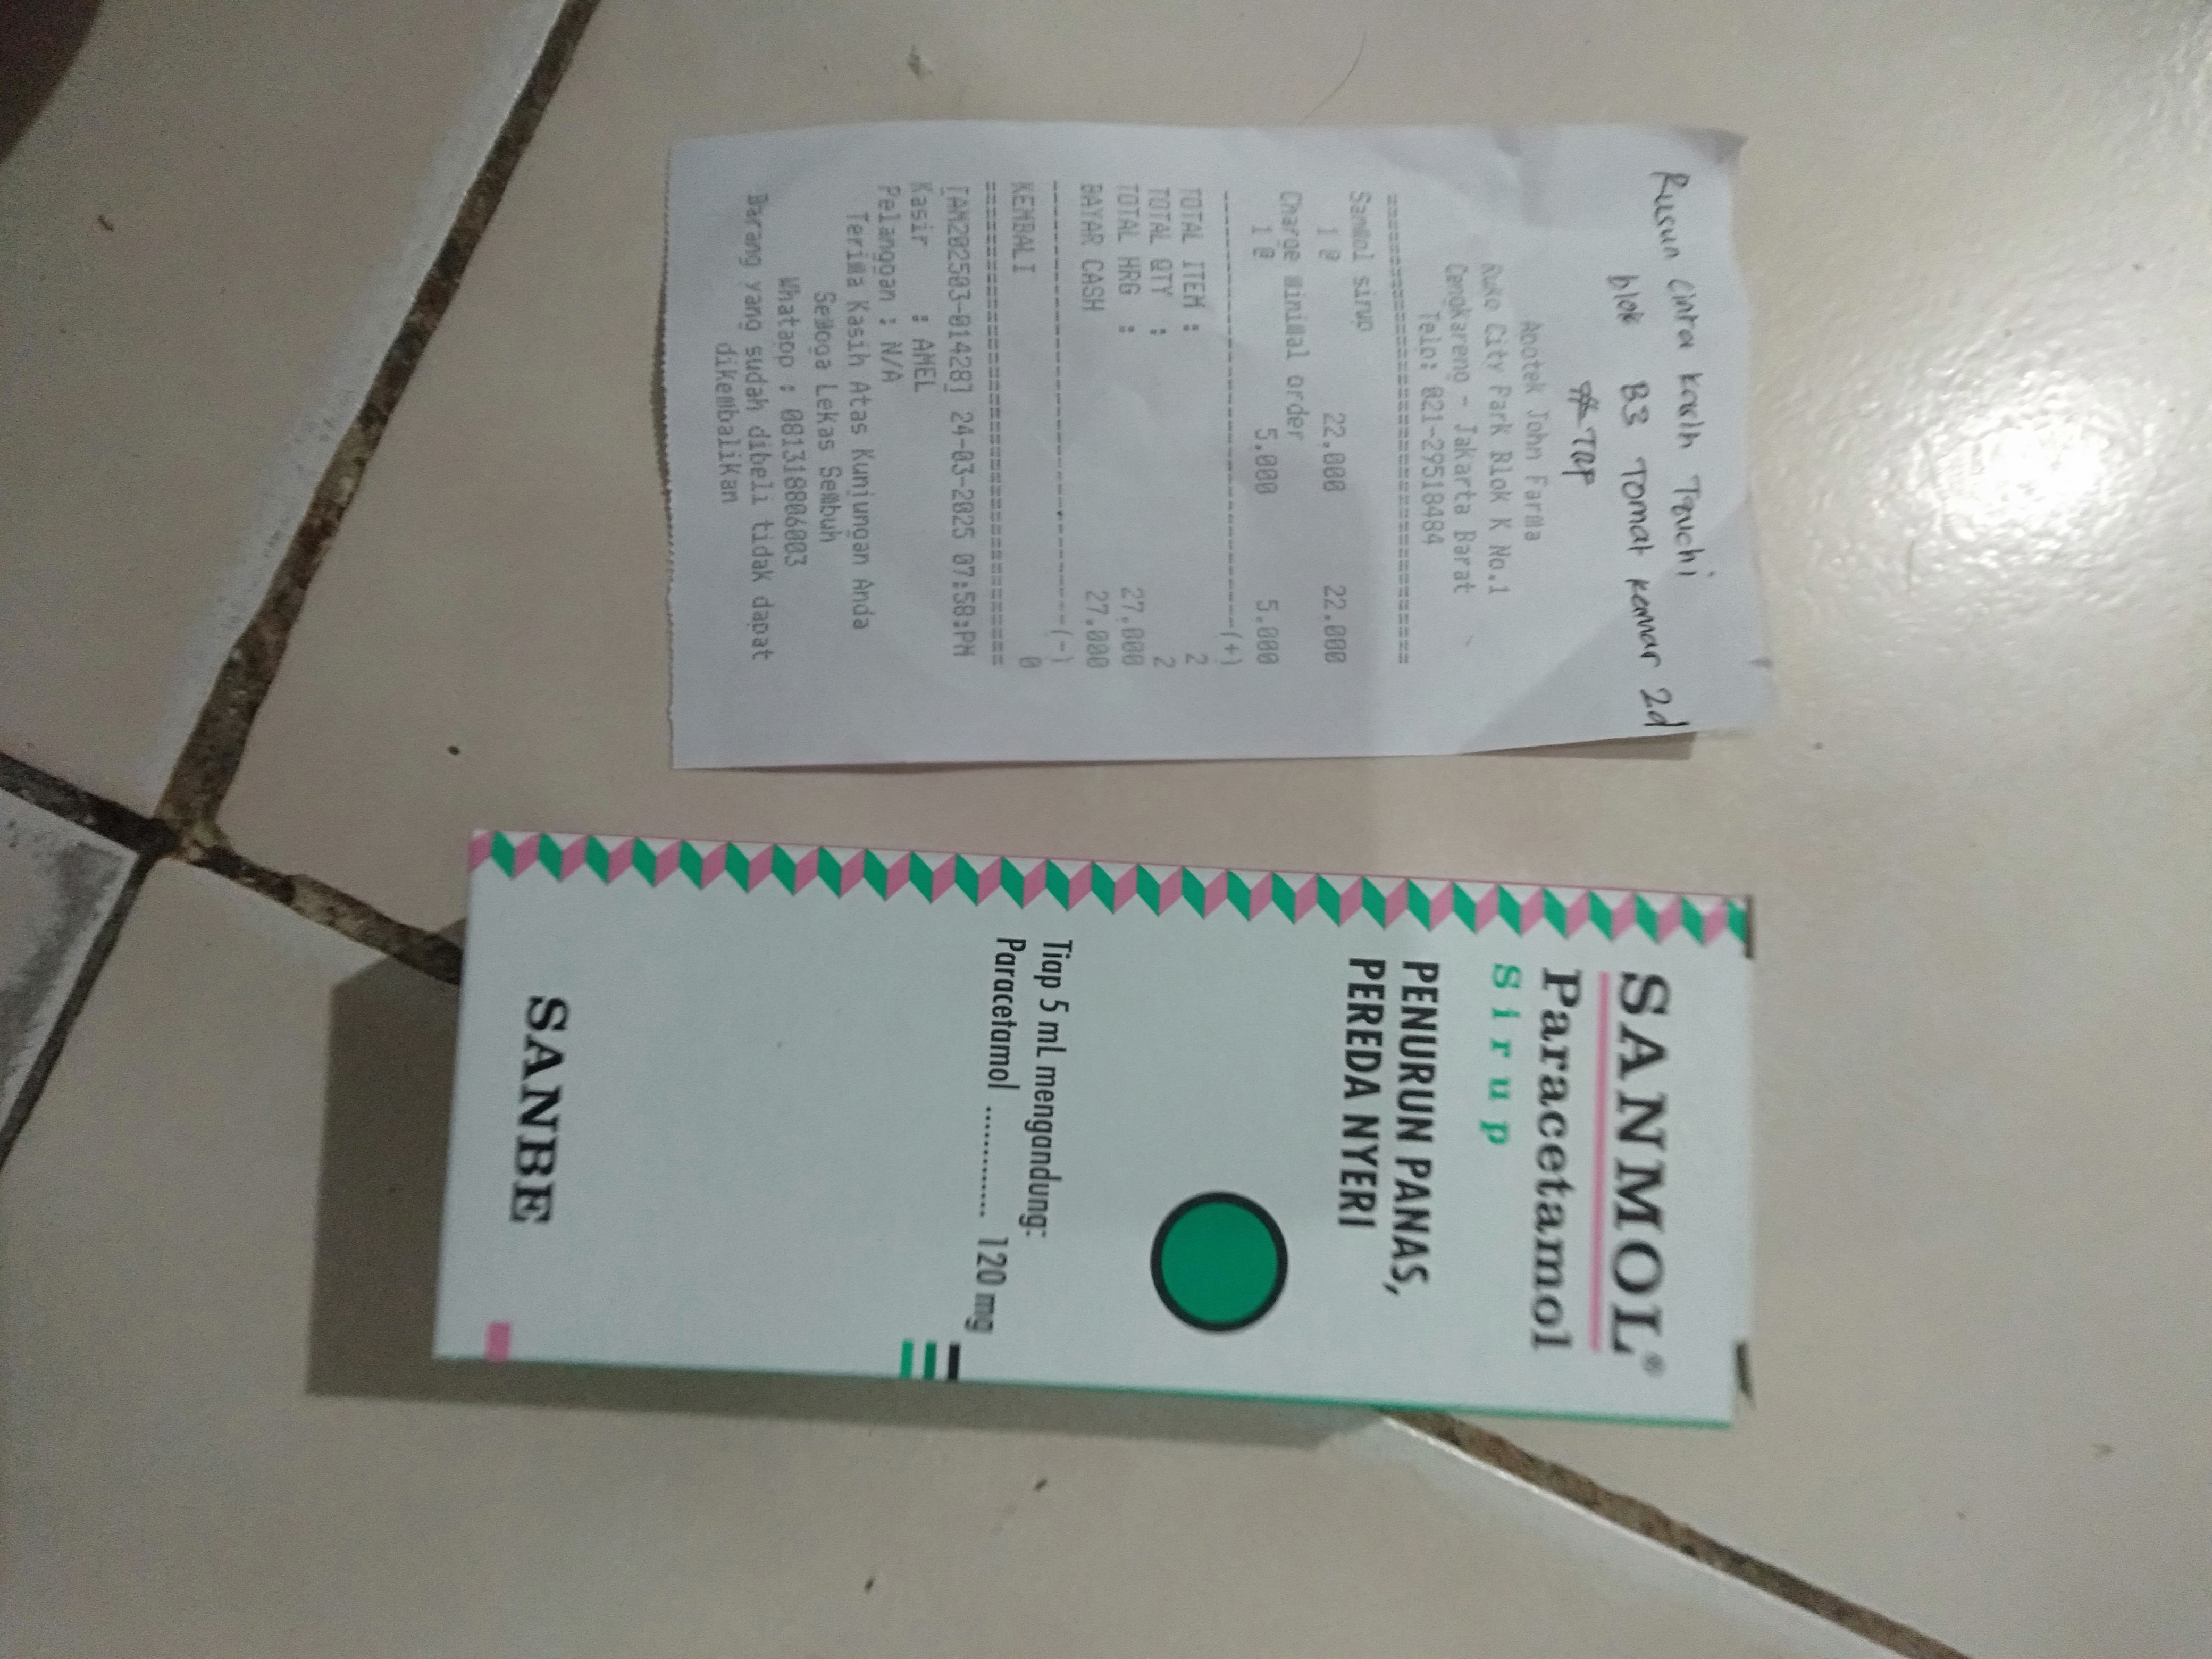 Rusun Cinta Kasih Tzuchi
blok B3 Tomat Kamar 2d
TAP
Apotek John Farma
Ruko City Park Blok K No.1
Cengkareng - Jakarta Barat
Telp: 021-29518484
==============================
Sanmol sirup
1 @ 22.000 22.000
Charge minimal order
1 @ 5.000 5.000
------------------------------(+)
TOTAL ITEM : 2
TOTAL QTY : 2
TOTAL HRG : 27.000
BAYAR CASH 27.000
------------------------------(-)
KEMBALI 0
==============================
[AM202503-01428] 24-03-2025 07:58:PM
Kasir : AMEL
Pelanggan : N/A
Terima Kasih Atas Kunjungan Anda
Semoga Lekas Sembuh
Whatapp : 081318806003
Barang yang sudah dibeli tidak dapat
dikembalikan
SANMOL®
Paracetamol
Sirup
PENURUN PANAS,
PEREDA NYERI
Tiap 5 mL mengandung:
Paracetamol ............ 120 mg
SANBE